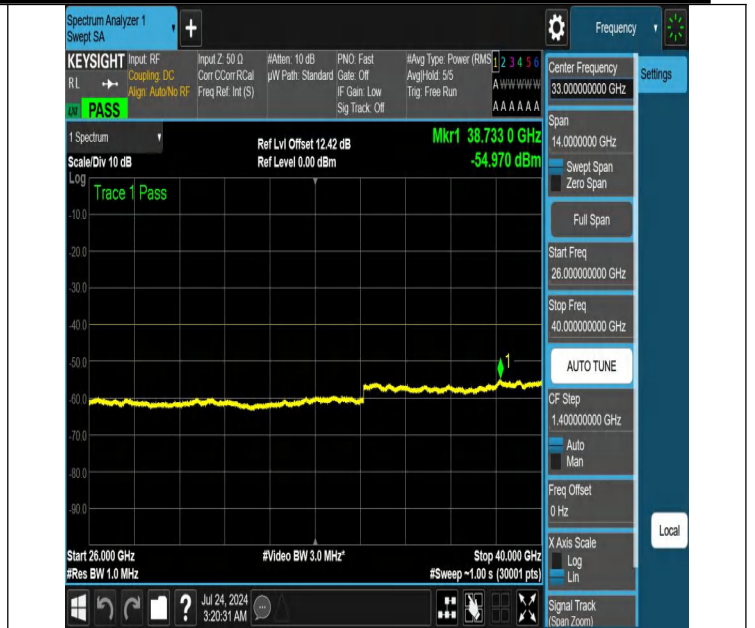 Spectrum Analyzer 1
Swept SA
+
Frequency
KEYSIGHT
RL
PASS
Input: RF
Coupling: DC
Align: Auto/No RF
Input Z: 50 Ω
Corr CCorr RCal
Freq Ref: Int (S)
#Atten: 10 dB
µW Path: Standard
PNO: Fast
Gate: Off
IF Gain: Low
Sig Track: Off
#Avg Type: Power (RMS
Avg|Hold: 5/5
Trig: Free Run
1 2 3 4 5 6
A W W W W W
A A A A A A
Center Frequency
33.000000000 GHz
Settings
1 Spectrum
Scale/Div 10 dB
Ref Lvl Offset 12.42 dB
Ref Level 0.00 dBm
Mkr1 38.733 0 GHz
-54.970 dBm
Span
14.0000000 GHz
Swept Span
Zero Span
Full Span
Start Freq
26.000000000 GHz
Stop Freq
40.000000000 GHz
AUTO TUNE
CF Step
1.400000000 GHz
Auto
Man
Freq Offset
0 Hz
X Axis Scale
Log
Lin
Signal Track
(Span Zoom)
Local
Log
Trace 1 Pass
-10.0
-20.0
-30.0
-40.0
-50.0
1
-60.0
-70.0
-80.0
-90.0
Start 26.000 GHz
#Video BW 3.0 MHz*
Stop 40.000 GHz
#Res BW 1.0 MHz
#Sweep ~1.00 s (30001 pts)
?
Jul 24, 2024
3:20:31 AM